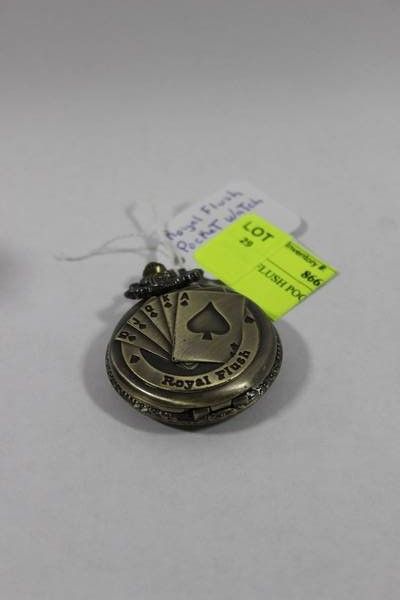 Royal Flush
Pocket Watch
LOT
29
Inventory #:
866
FLUSH POC
A
K
Q
J
Royal Flush